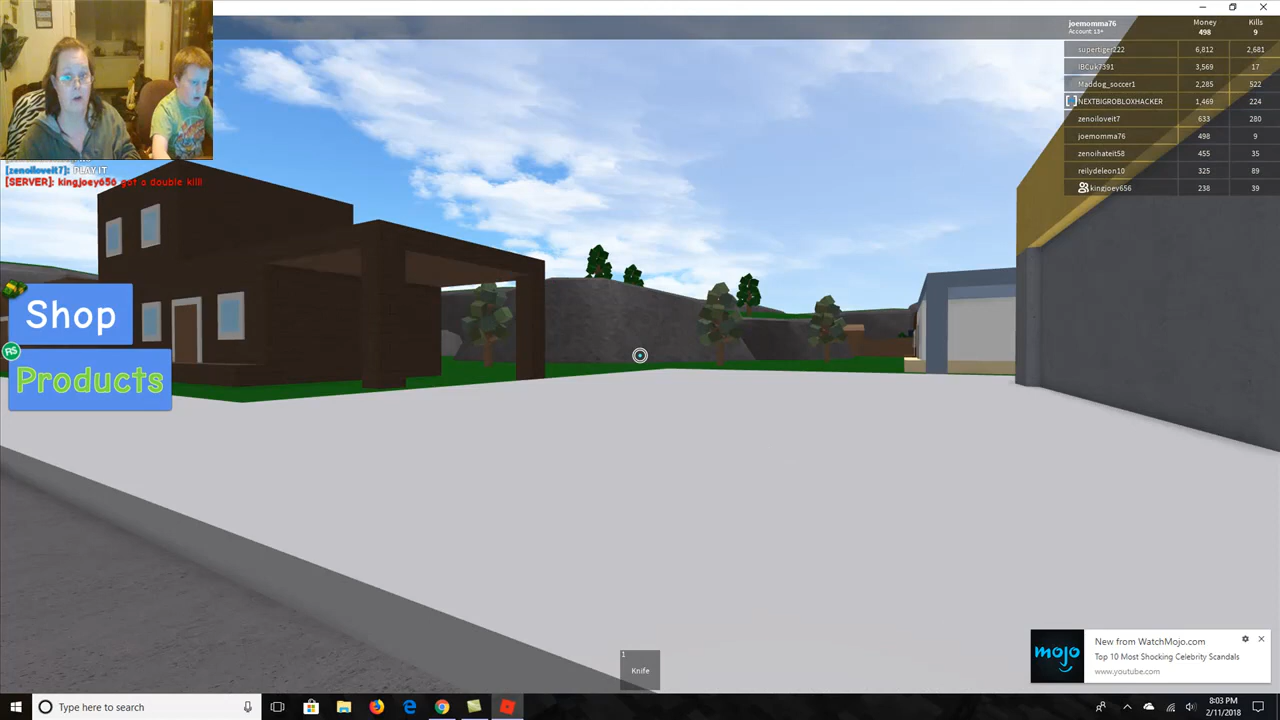 joemomma76
Account: 13+
Money
498
Kills
9
supertiger222 6,812 2,681
IBCuk7391 3,569 17
Maddog_soccer1 2,285 522
[ ] NEXTBIGROBLOXHACKER 1,469 224
zenoiloveit7 633 280
joemomma76 498 9
zenoihateit58 455 35
reilydeleon10 325 89
kingjoey656 238 39
[zenoiloveit7]: PLAY IT
[SERVER]: kingjoey656 got a double kill!
Shop
R$
Products
1
Knife
mojo
New from WatchMojo.com
Top 10 Most Shocking Celebrity Scandals
www.youtube.com
Type here to search
8:03 PM
2/11/2018